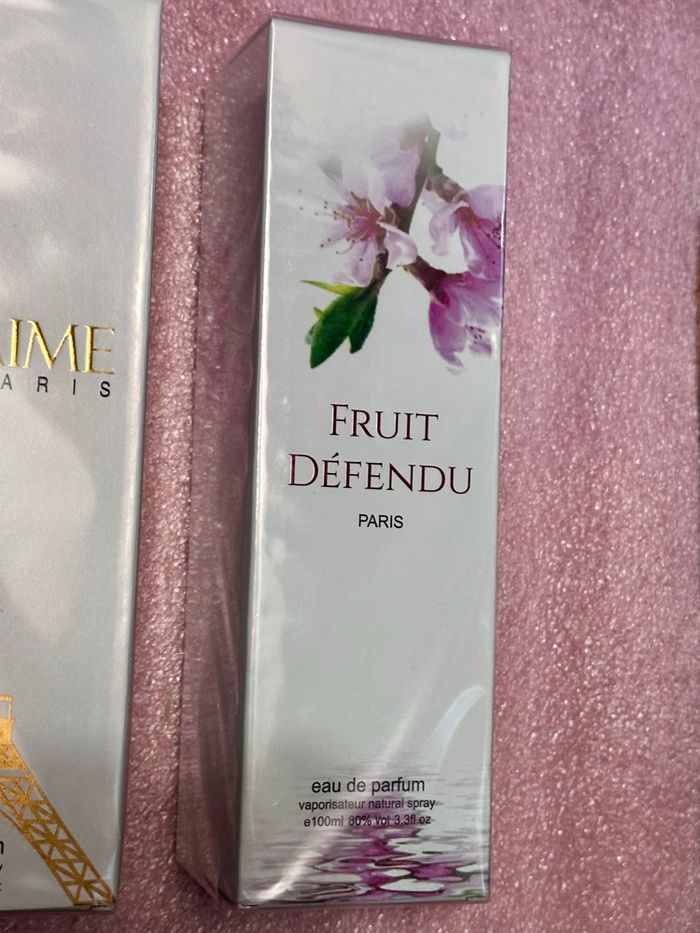 AIME
ARIS
FRUIT
DÉFENDU
PARIS
eau de parfum
vaporisateur natural spray
e100ml 80% Vol 3.3fl.oz